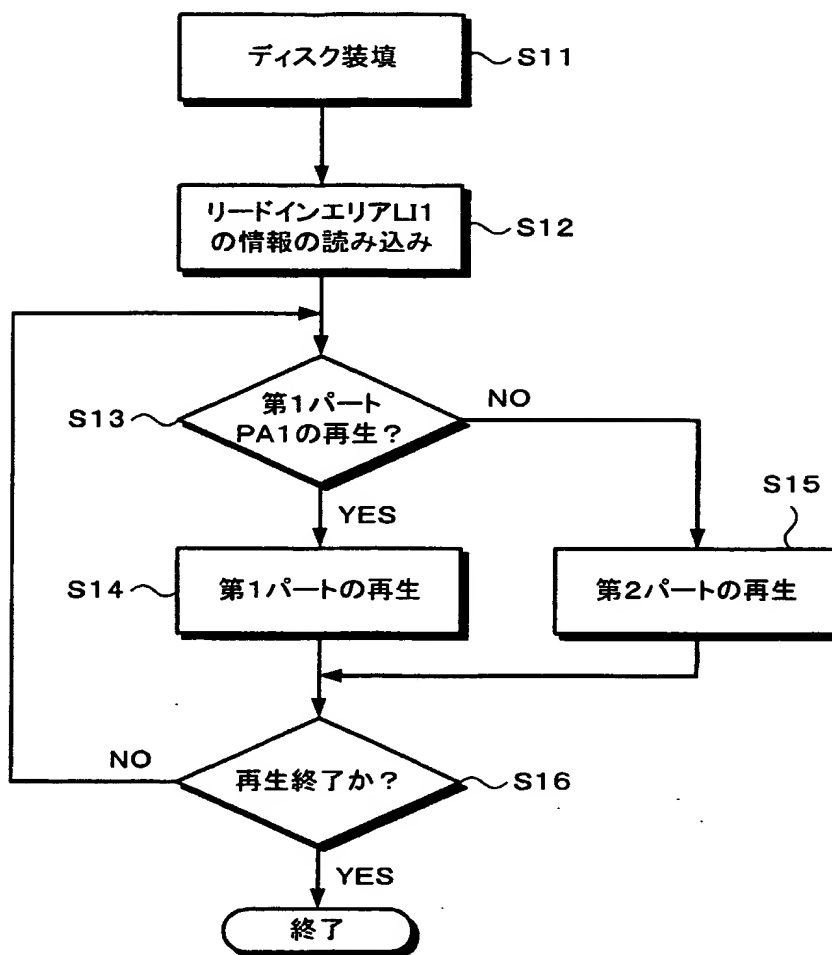 ディスク装填
S11
リードインエリアLI1
の情報の読み込み
S12
S13
第1パート
PA1の再生?
NO
YES
S15
S14
第1パートの再生
第2パートの再生
NO
再生終了か?
S16
YES
終了